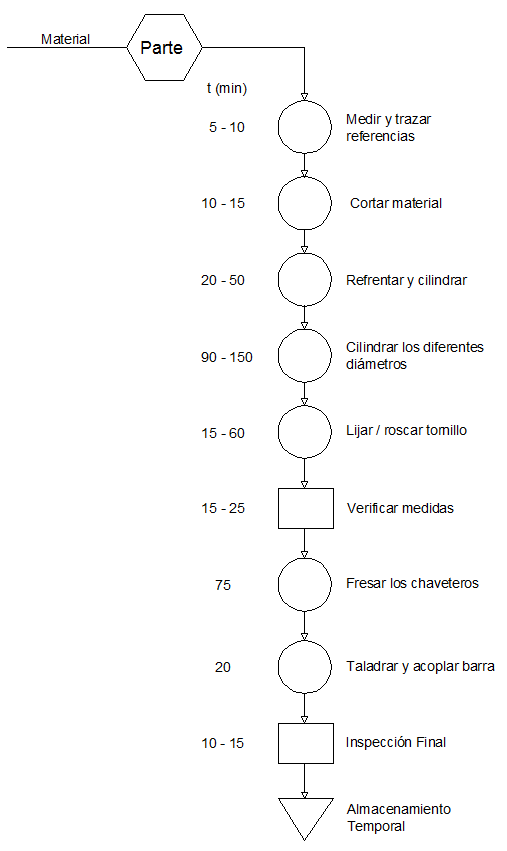 Material
Parte
t (min)
5 - 10
Medir y trazar
referencias
10 - 15
Cortar material
20 - 50
Refrentar y cilindrar
90 - 150
Cilindrar los diferentes
diámetros
15 - 60
Lijar / roscar tornillo
15 - 25
Verificar medidas
75
Fresar los chaveteros
20
Taladrar y acoplar barra
10 - 15
Inspección Final
Almacenamiento
Temporal